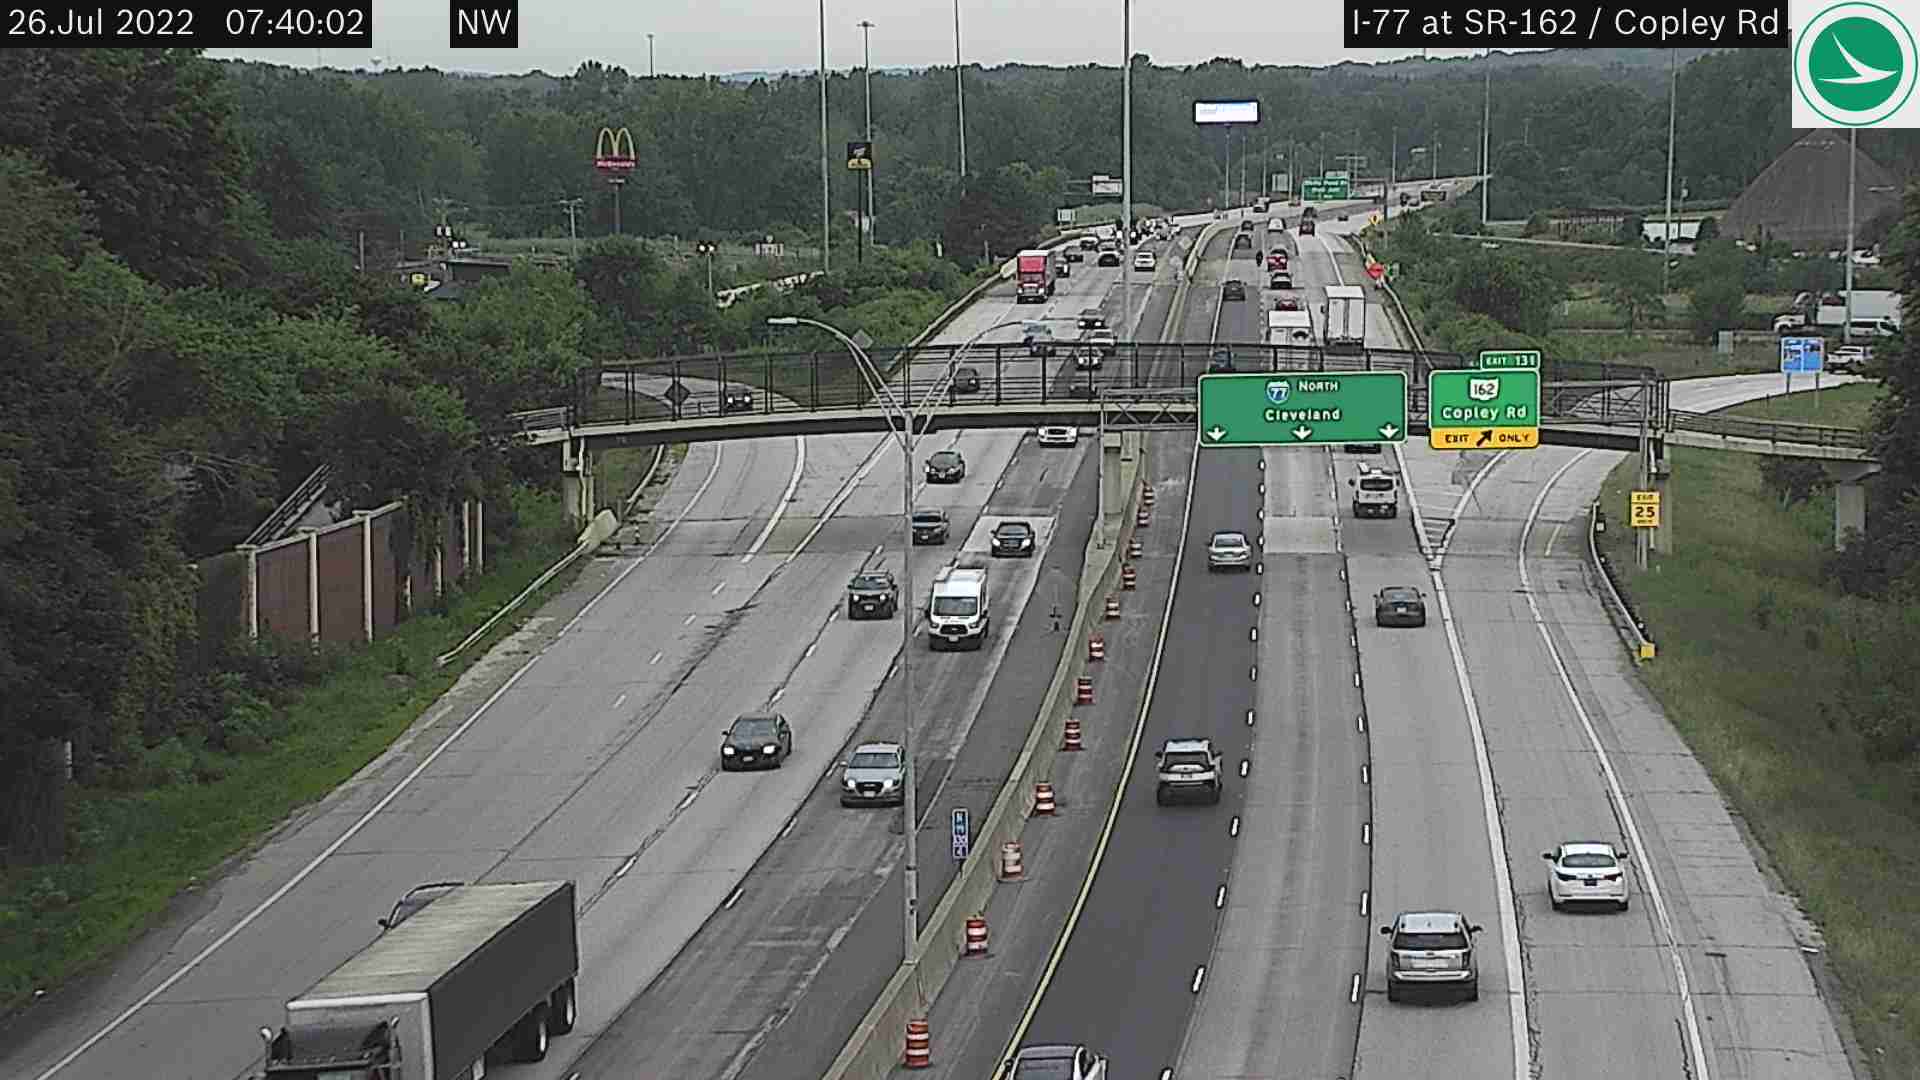 26.Jul 2022 07:40:02
NW
I-77 at SR-162 / Copley Rd
McDonald's
EXIT 131
77 NORTH
Cleveland
162
Copley Rd
EXIT ONLY
EXIT
25